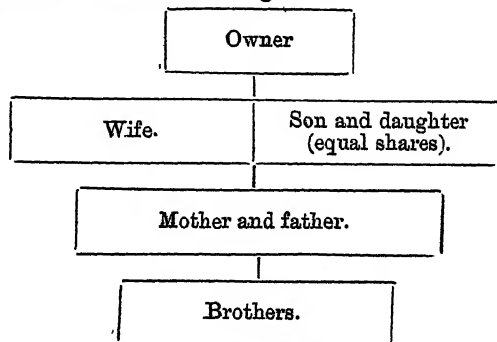 Owner
Wife.
Son and daughter
(equal shares).
Mother and father.
Brothers.